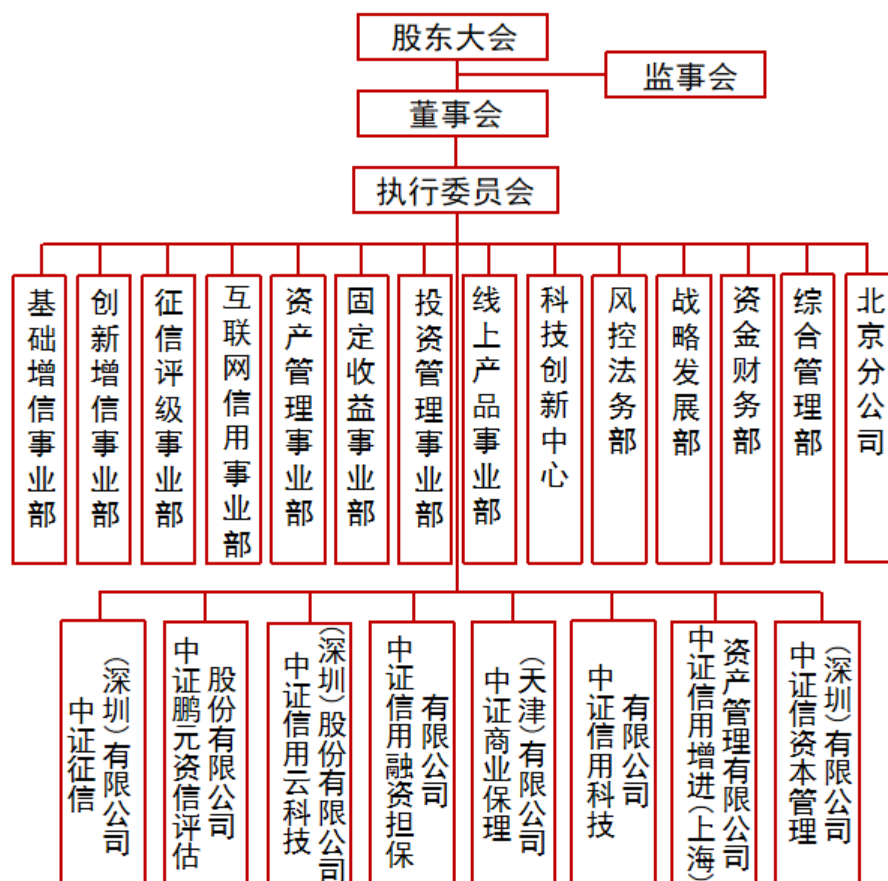 股东大会
监事会
董事会
执行委员会
基础增信事业部
创新增信事业部
征信评级事业部
互联网信用事业部
资产管理事业部
固定收益事业部
投资管理事业部
线上产品事业部
科技创新中心
风控法务部
战略发展部
资金财务部
综合管理部
北京分公司
中证征信
（深圳）有限公司
中证鹏元资信评估
股份有限公司
中证信用云科技
（深圳）股份有限公司
中证信用融资担保
有限公司
中证商业保理
（天津）有限公司
中证信用科技
有限公司
中证信用增进（上海）
资产管理有限公司
中证信资本管理
（深圳）有限公司